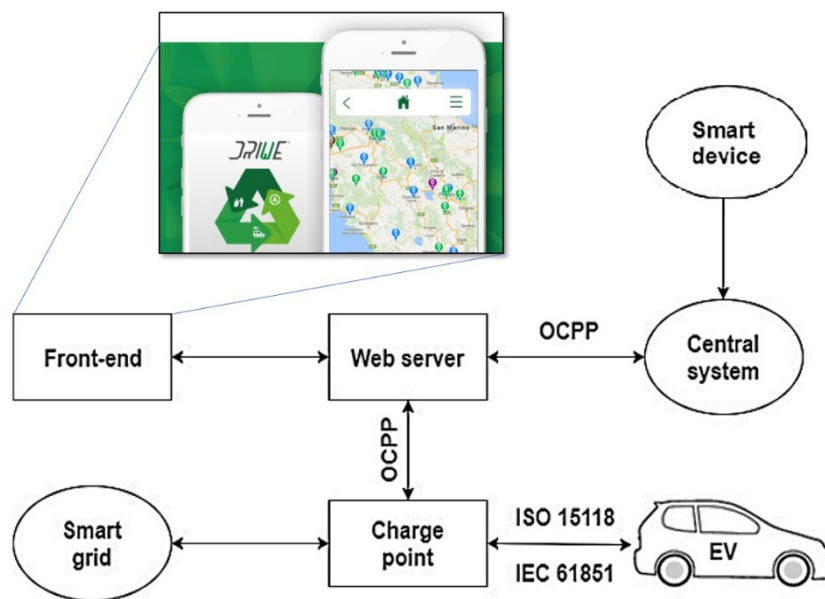 DRIWE
San Marino
Smart
device
Front-end
Web server
OCPP
Central
system
OCPP
Smart
grid
Charge
point
ISO 15118
IEC 61851
EV